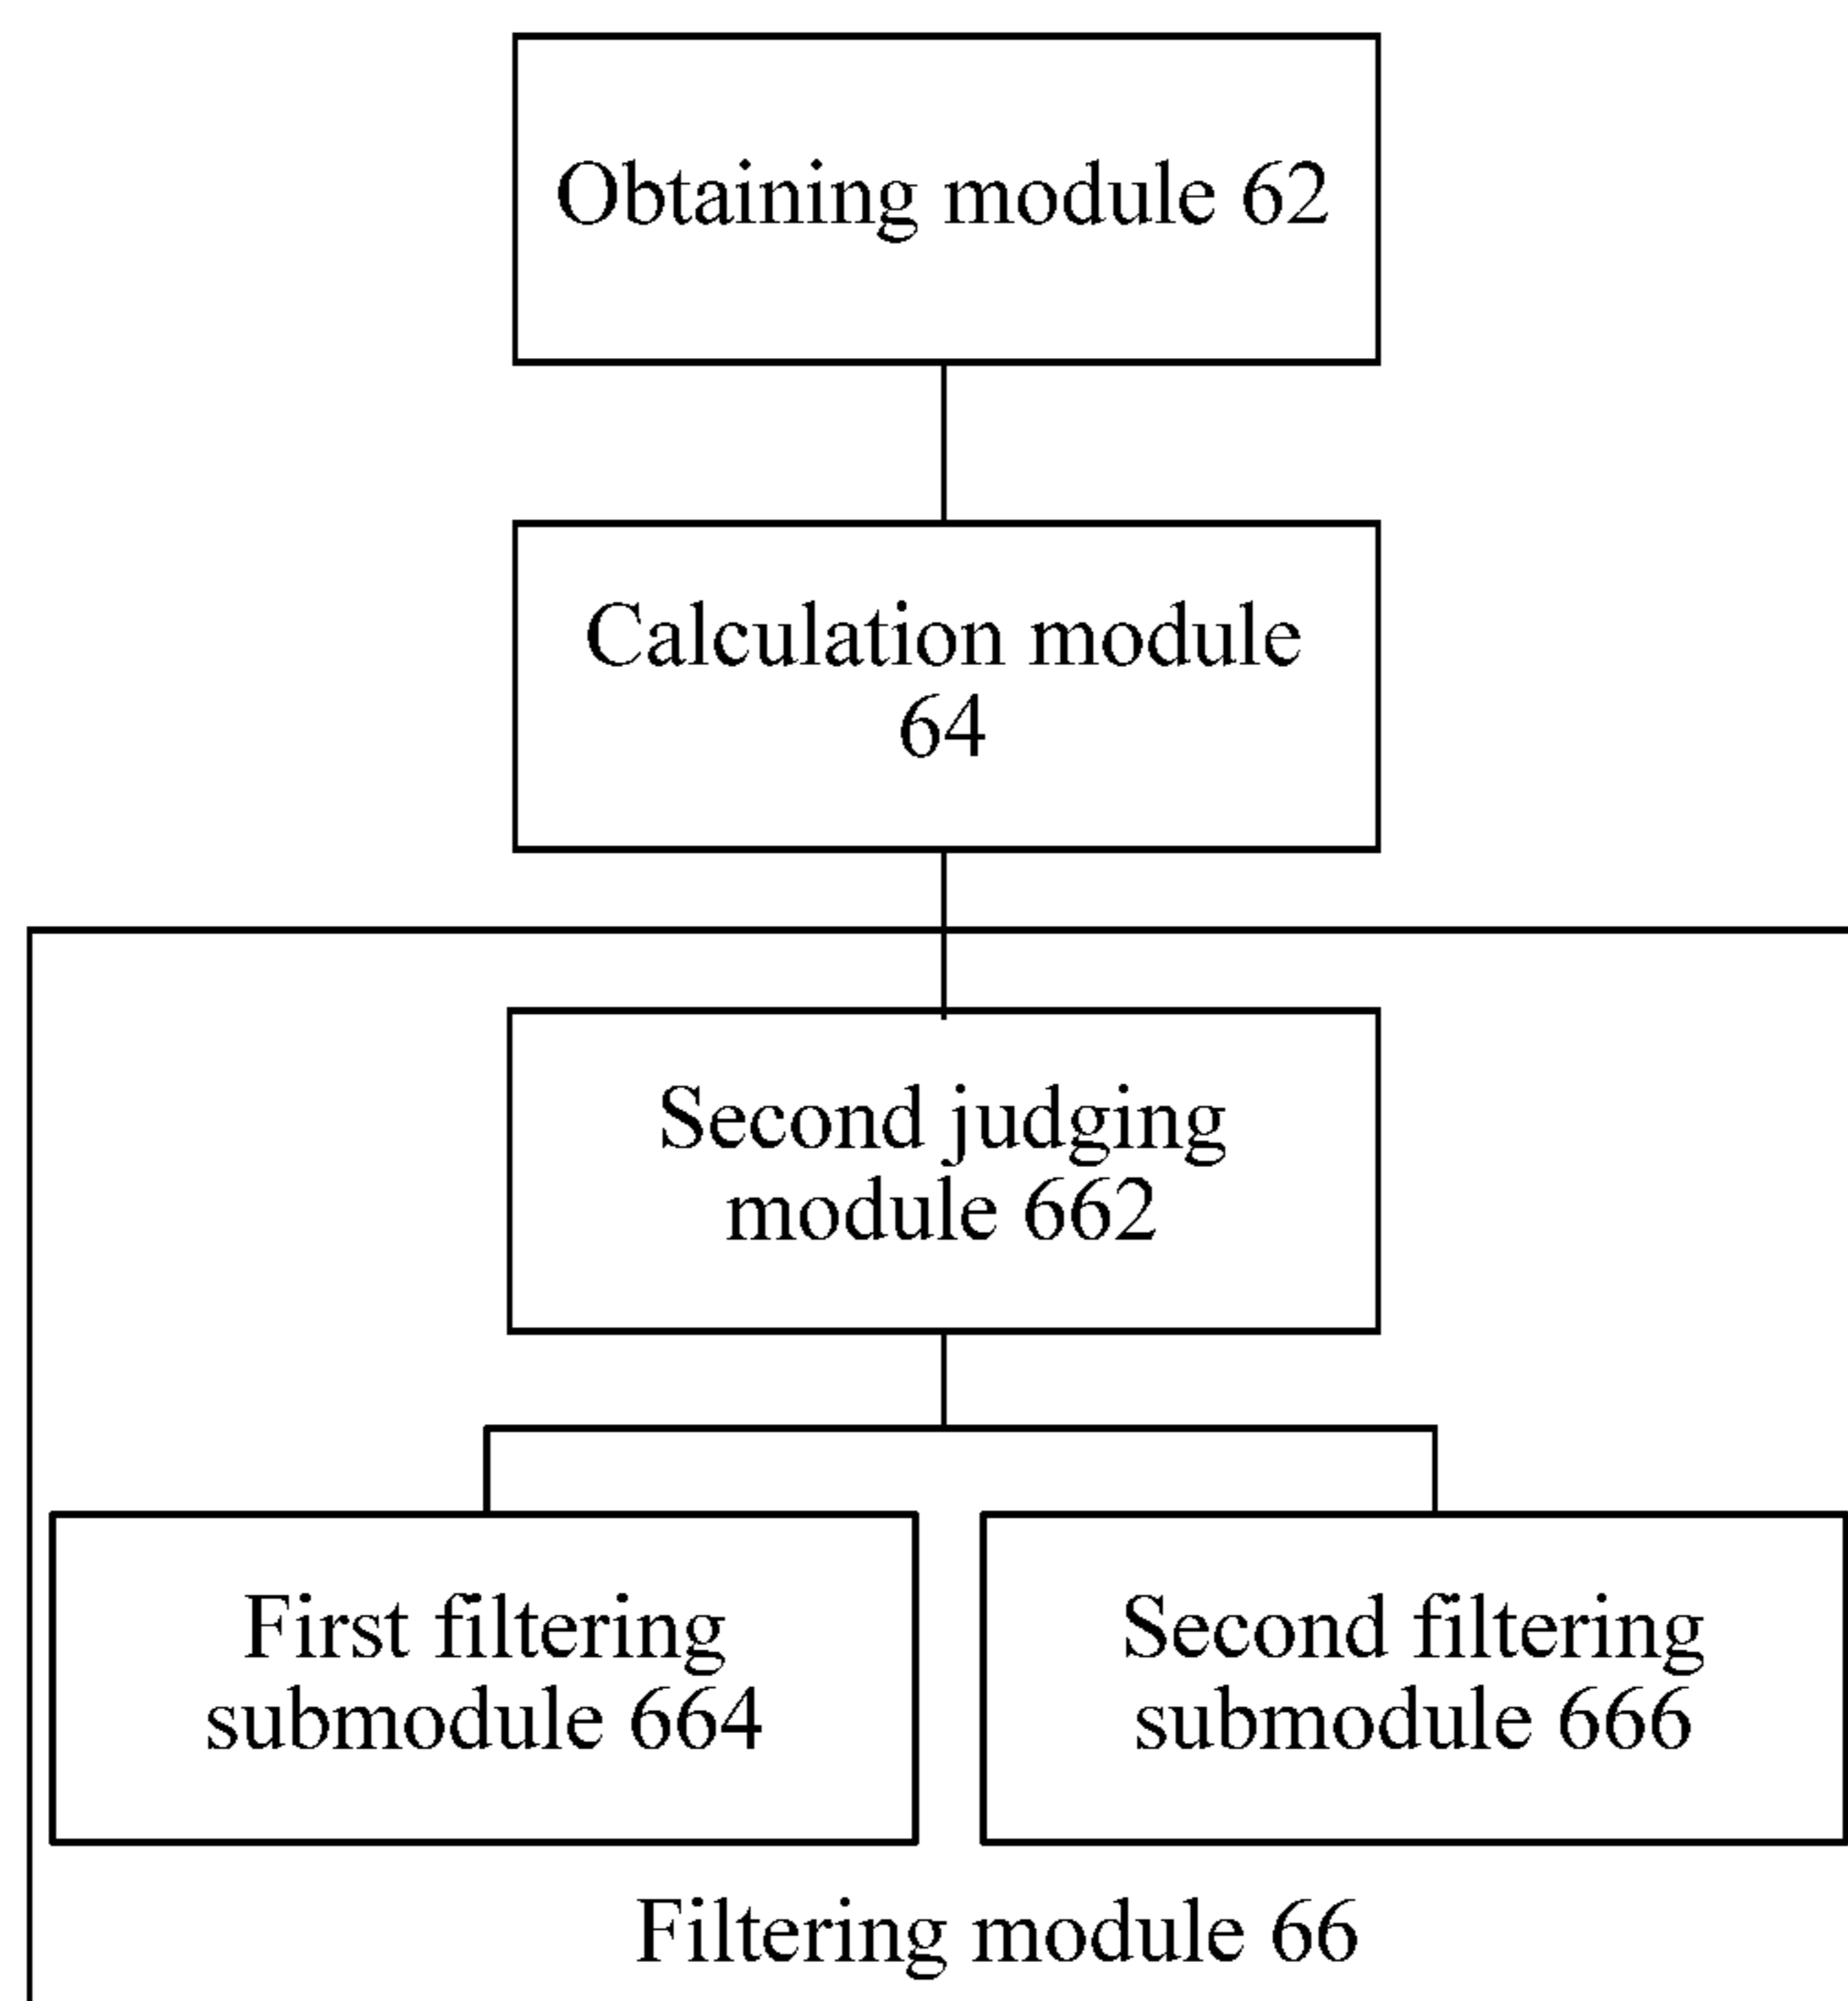 Obtaining module 62
Calculation module
64
Second judging
module 662
First filtering
submodule 664
Second filtering
submodule 666
Filtering module 66